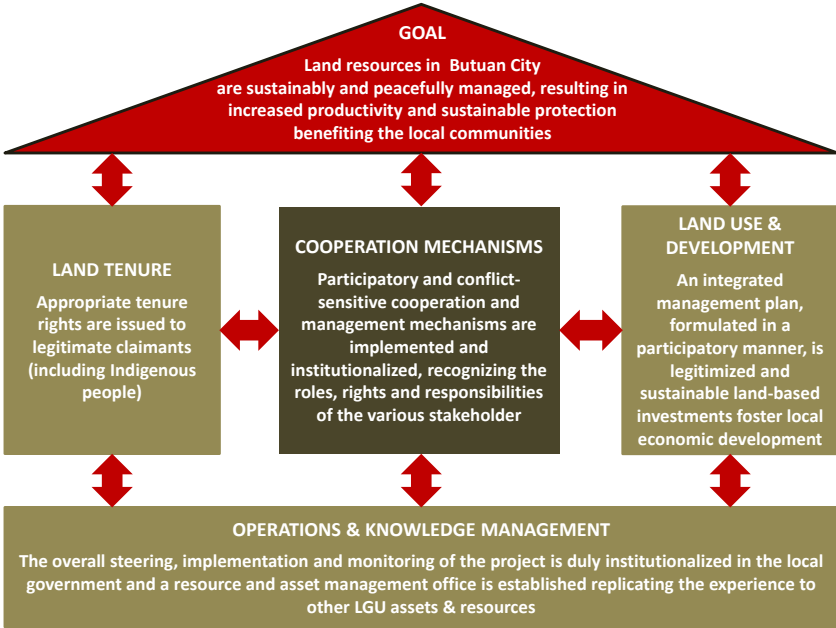 GOAL
Land resources in Butuan City
are sustainably and peacefully managed, resulting in
increased productivity and sustainable protection
benefiting the local communities
LAND TENURE
Appropriate tenure
rights are issued to
legitimate claimants
(including Indigenous
people)
COOPERATION MECHANISMS
Participatory and conflict-
sensitive cooperation and
management mechanisms are
implemented and
institutionalized, recognizing the
roles, rights and responsibilities
of the various stakeholder
LAND USE &
DEVELOPMENT
An integrated
management plan,
formulated in a
participatory manner, is
legitimized and
sustainable land-based
investments foster local
economic development
OPERATIONS & KNOWLEDGE MANAGEMENT
The overall steering, implementation and monitoring of the project is duly institutionalized in the local
government and a resource and asset management office is established replicating the experience to
other LGU assets & resources